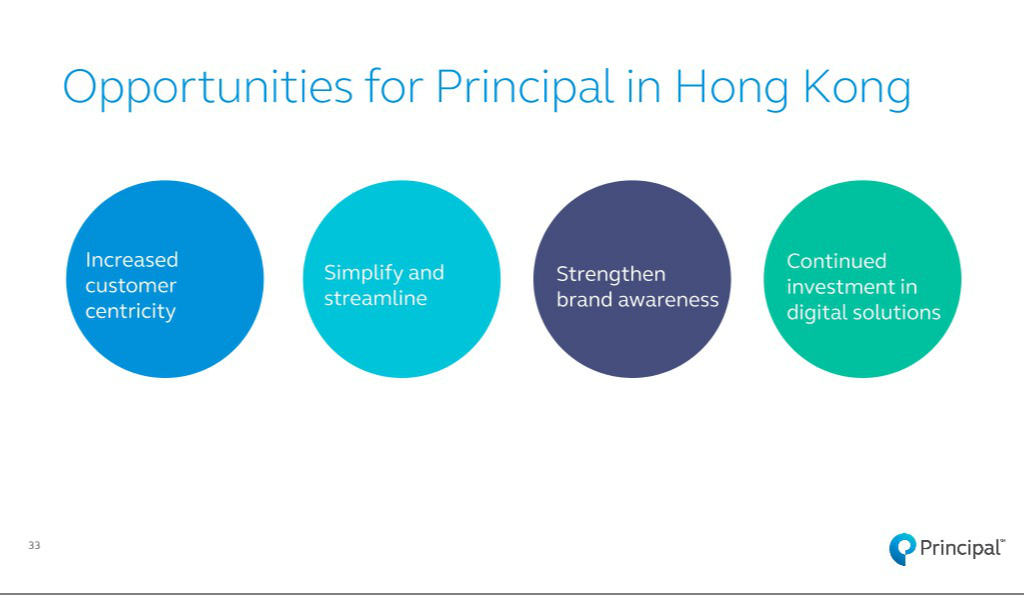 Opportunities for Principal in Hong Kong
Increased
customer
centricity
Simplify and
streamline
Strengthen
brand awareness
Continued
investment in
digital solutions
33
Principal℠